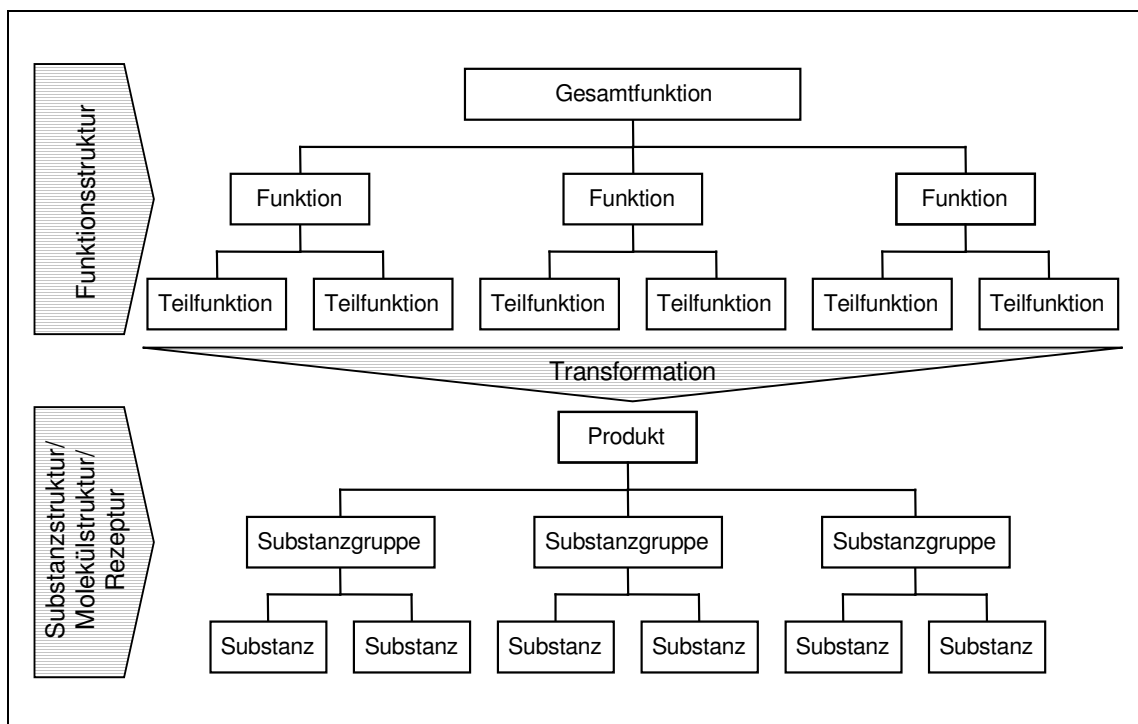 Funktionsstruktur
Gesamtfunktion
Funktion Funktion Funktion
Teilfunktion Teilfunktion Teilfunktion Teilfunktion Teilfunktion Teilfunktion
Transformation
Substanzstruktur/
Molekülstruktur/
Rezeptur
Produkt
Substanzgruppe Substanzgruppe Substanzgruppe
Substanz Substanz Substanz Substanz Substanz Substanz